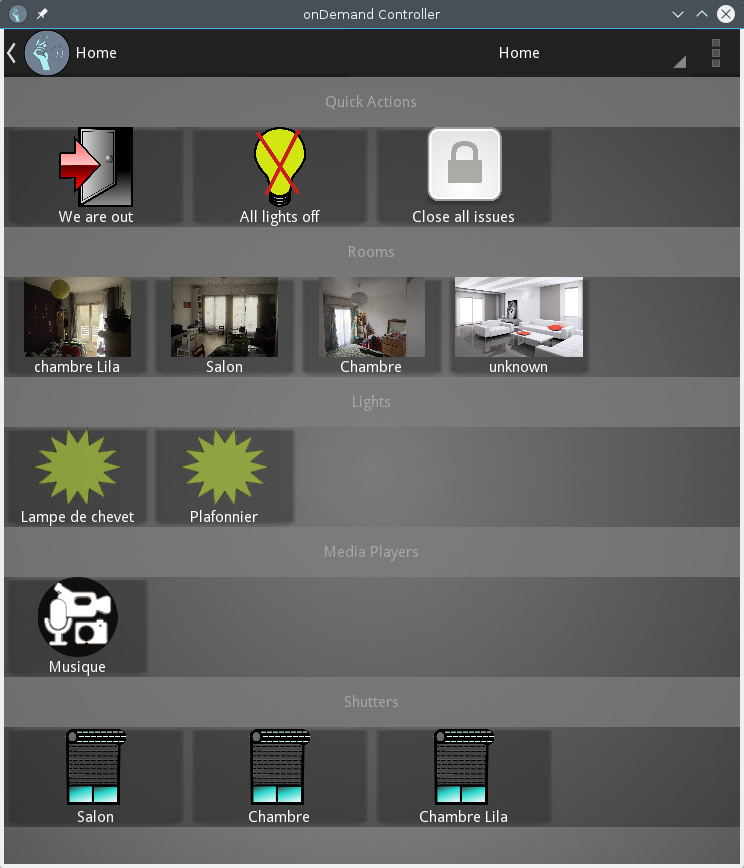 onDemand Controller
Home Home
Quick Actions
We are out All lights off Close all issues
Rooms
chambre Lila Salon Chambre unknown
Lights
Lampe de chevet Plafonnier
Media Players
Musique
Shutters
Salon Chambre Chambre Lila